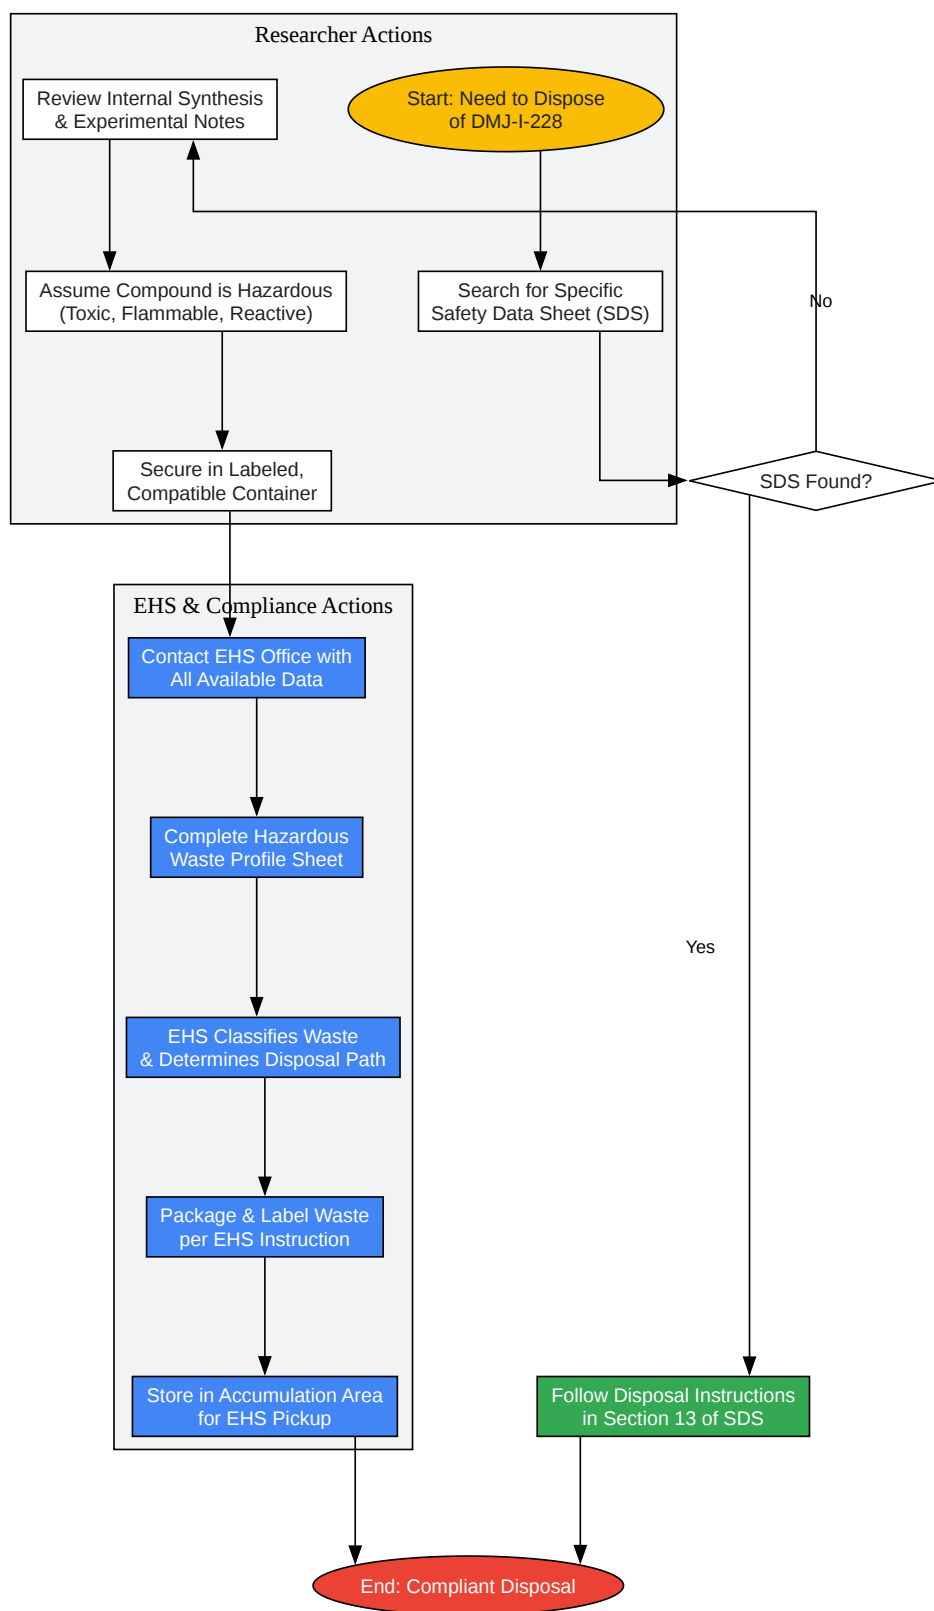 Researcher Actions
Review Internal Synthesis
& Experimental Notes
Start: Need to Dispose
of DMJ-I-228
Assume Compound is Hazardous
(Toxic, Flammable, Reactive)
Search for Specific
Safety Data Sheet (SDS)
No
Secure in Labeled,
Compatible Container
SDS Found?
EHS & Compliance Actions
Contact EHS Office with
All Available Data
Complete Hazardous
Waste Profile Sheet
Yes
EHS Classifies Waste
& Determines Disposal Path
Package & Label Waste
per EHS Instruction
Store in Accumulation Area
for EHS Pickup
Follow Disposal Instructions
in Section 13 of SDS
End: Compliant Disposal